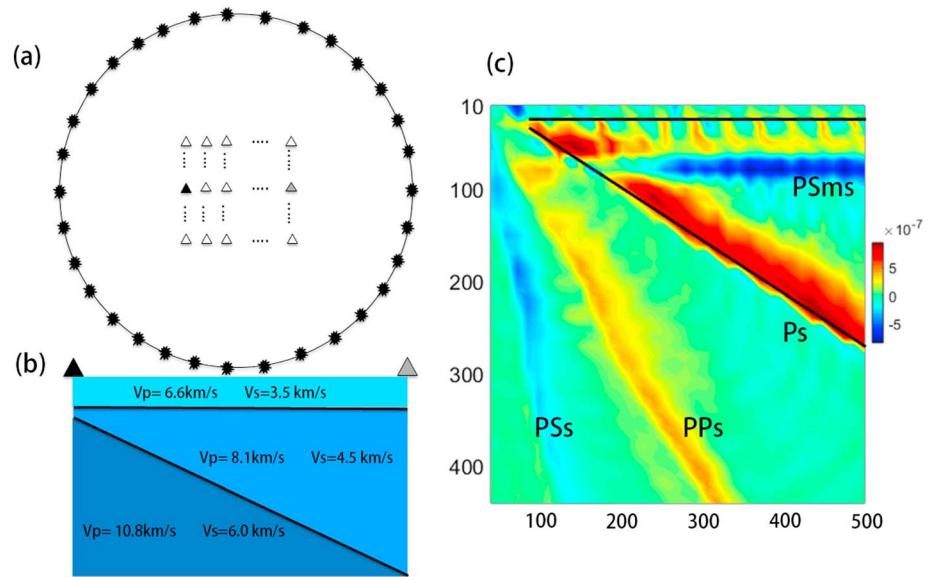 (a)
(b)
Vp= 6.6km/s Vs=3.5 km/s
Vp= 8.1km/s Vs=4.5 km/s
Vp= 10.8km/s Vs=6.0 km/s
(c)
10
100
200
300
400
PSms
Ps
PSs
PPs
100 200 300 400 500
× 10⁻⁷
5
0
-5